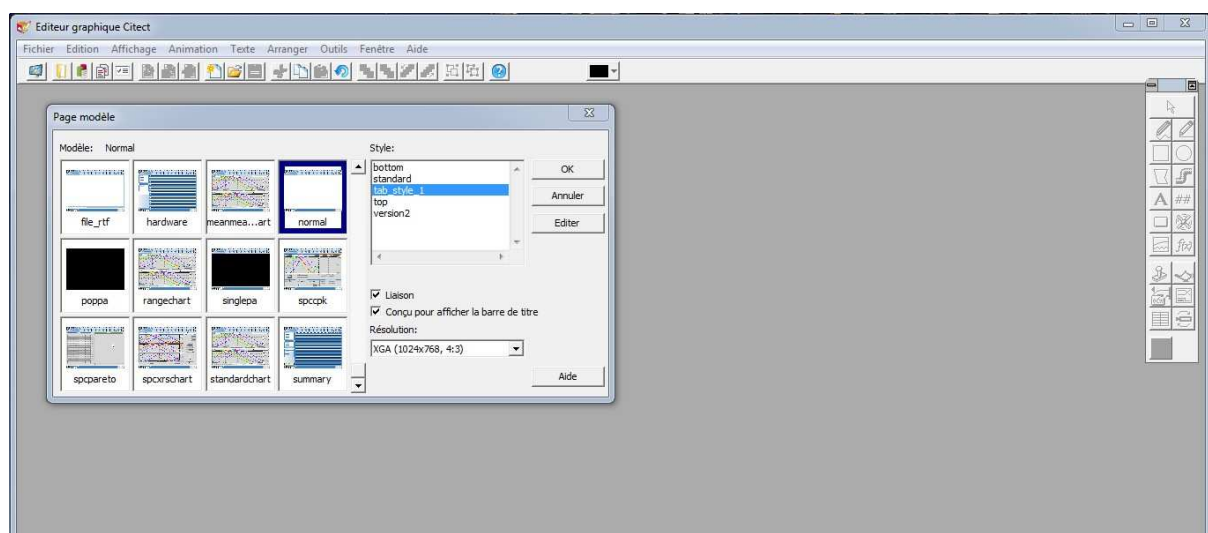 Editeur graphique Citect
Fichier Edition Affichage Animation Texte Arranger Outils Fenêtre Aide
Page modèle
Modèle: Normal
Style:
file_rtf hardware meanmea...art normal
bottom
standard
tab_style_1
top
version2
OK
Annuler
Editer
poppa rangechart singlepa spccpk
Liaison
Conçu pour afficher la barre de titre
Résolution:
XGA (1024x768, 4:3)
spcpareto spcxrschart standardchart summary
Aide
A ##
f(x)